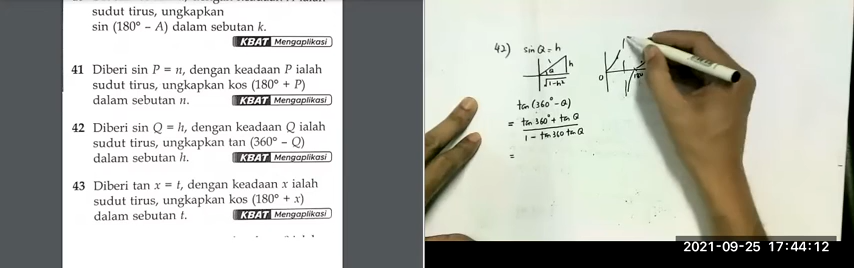 sudut tirus, ungkapkan
sin (180° – A) dalam sebutan k.
KBAT Mengaplikasi
41 Diberi sin P = n, dengan keadaan P ialah
sudut tirus, ungkapkan kos (180° + P)
dalam sebutan n.
KBAT Mengaplikasi
42 Diberi sin Q = h, dengan keadaan Q ialah
sudut tirus, ungkapkan tan (360° – Q)
dalam sebutan h.
KBAT Mengaplikasi
43 Diberi tan x = t, dengan keadaan x ialah
sudut tirus, ungkapkan kos (180° + x)
dalam sebutan t.
KBAT Mengaplikasi
42) sin Q = h
1 h
Q
√1-h²
tan (360° - Q)
= tan 360° + tan Q
1 - tan 360 tan Q
=
0 180
2021-09-25 17:44:12